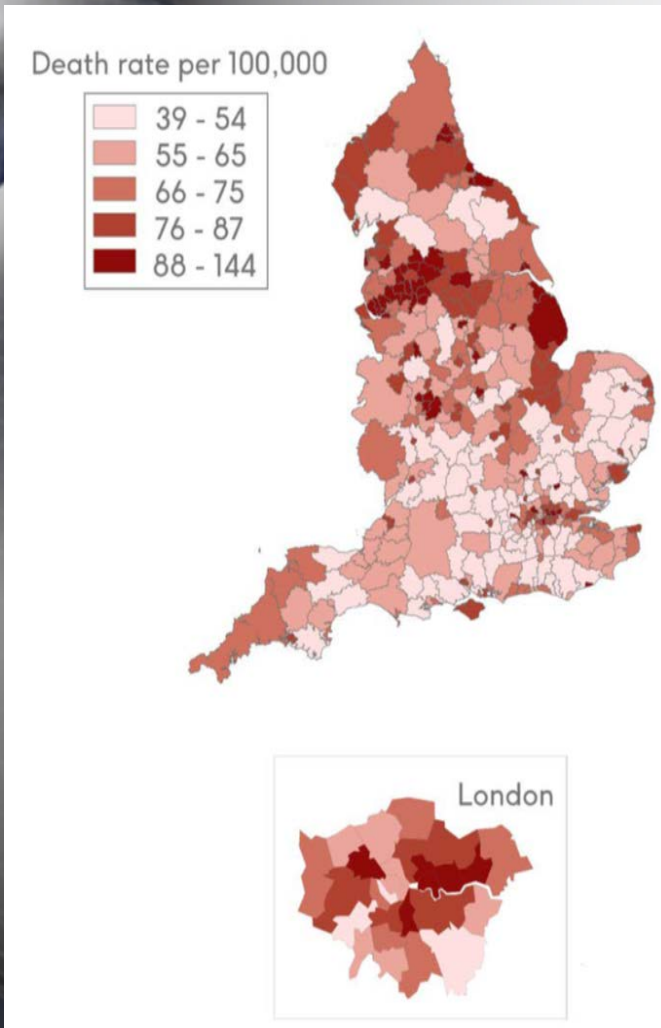 Death rate per 100,000
39 - 54
55 - 65
66 - 75
76 - 87
88 - 144
London